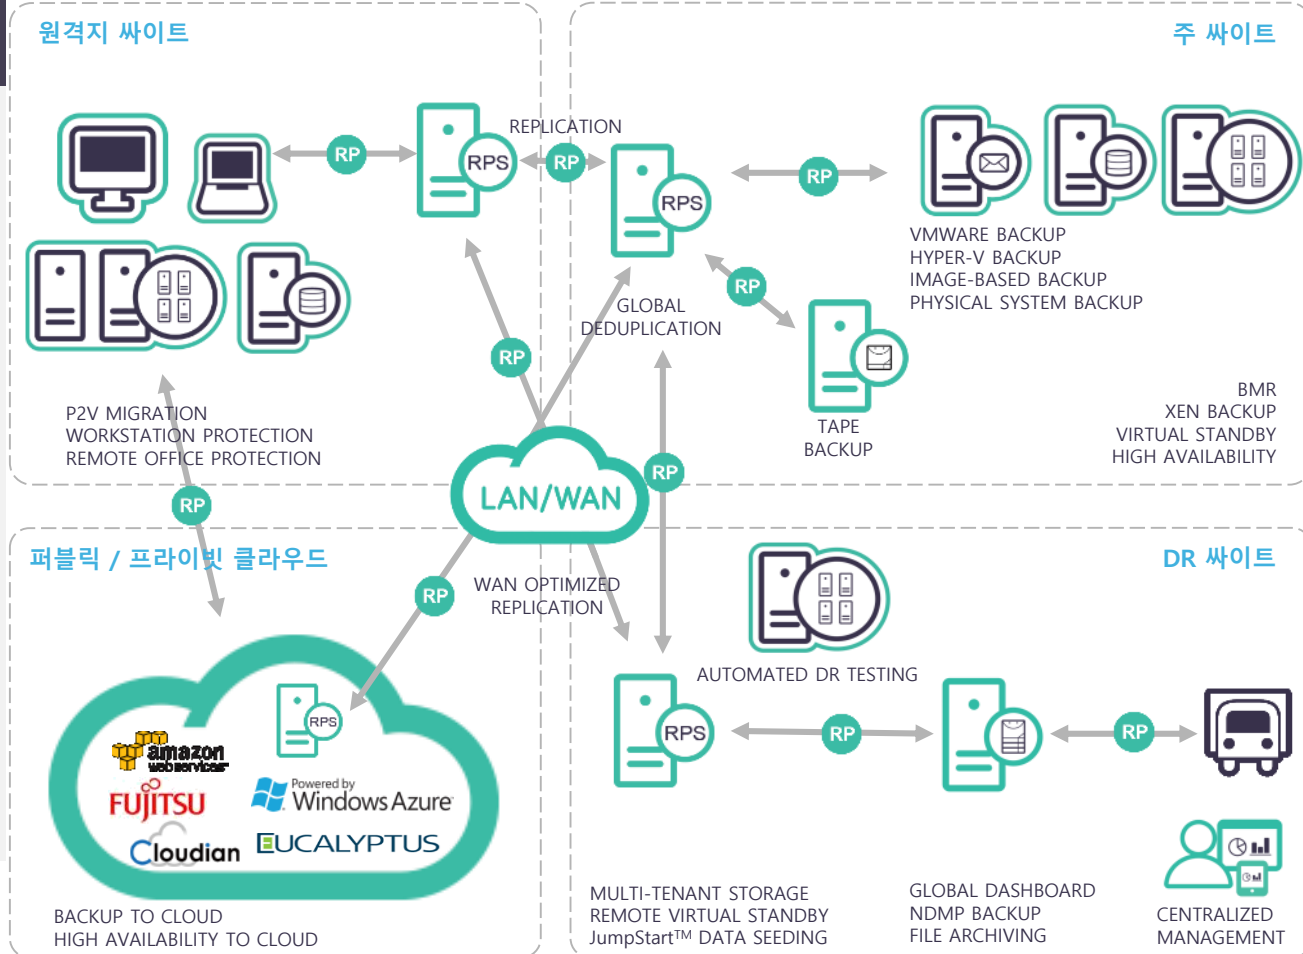 원격지 싸이트
RP
RPS
REPLICATION
RP
P2V MIGRATION
WORKSTATION PROTECTION
REMOTE OFFICE PROTECTION
RP
RP
주 싸이트
RPS
RP
VMWARE BACKUP
HYPER-V BACKUP
IMAGE-BASED BACKUP
PHYSICAL SYSTEM BACKUP
RP
GLOBAL
DEDUPLICATION
TAPE
BACKUP
BMR
XEN BACKUP
VIRTUAL STANDBY
HIGH AVAILABILITY
LAN/WAN
RP
퍼블릭 / 프라이빗 클라우드
RP
WAN OPTIMIZED
REPLICATION
RPS
amazon
webservices™
FUJITSU
Powered by
Windows Azure
Cloudian
EUCALYPTUS
BACKUP TO CLOUD
HIGH AVAILABILITY TO CLOUD
DR 싸이트
AUTOMATED DR TESTING
RPS
RP
RP
MULTI-TENANT STORAGE
REMOTE VIRTUAL STANDBY
JumpStart™ DATA SEEDING
GLOBAL DASHBOARD
NDMP BACKUP
FILE ARCHIVING
CENTRALIZED
MANAGEMENT